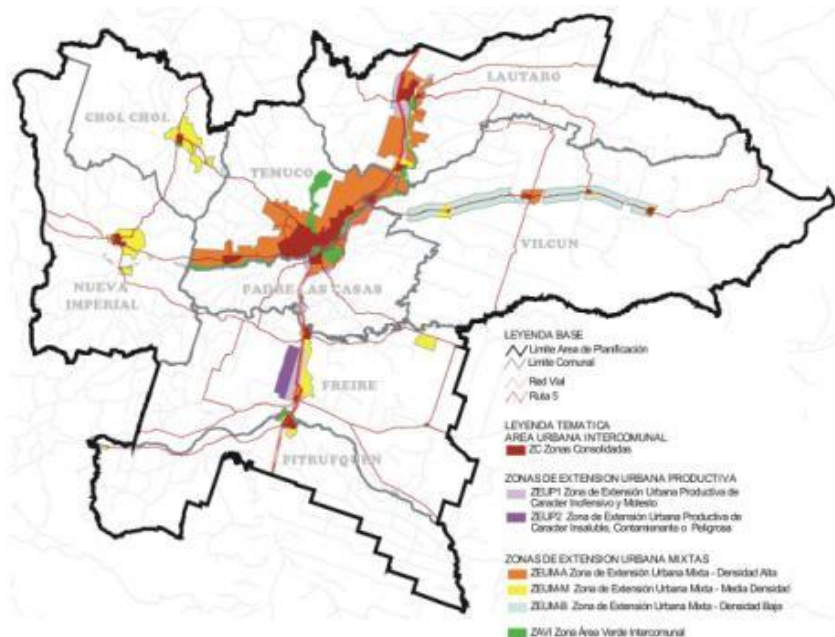 LAUTARO
CHOL CHOL
TEMUCO
VILCUN
NUEVA
IMPERIAL
PADRE LAS CASAS
FREIRE
PITRUFQUEN
LEYENDA BASE
Limite Area de Planificación
Limite Comunal
Red Vial
Ruta 5
LEYENDA TEMATICA
AREA URBANA INTERCOMUNAL
ZC Zonas Consolidadas
ZONAS DE EXTENSION URBANA PRODUCTIVA
ZEUP1 Zona de Extensión Urbana Productiva de
Caracter Inofensivo y Molesto
ZEUP2 Zona de Extensión Urbana Productiva de
Caracter Insaluble, Contaminante o Peligrosa
ZONAS DE EXTENSION URBANA MIXTAS
ZEUM-A Zona de Extensión Urbana Mixta - Densidad Alta
ZEUM-M Zona de Extensión Urbana Mixta - Media Densidad
ZEUM-B Zona de Extensión Urbana Mixta - Densidad Baja
ZAVI Zona Área Verde Intercomunal